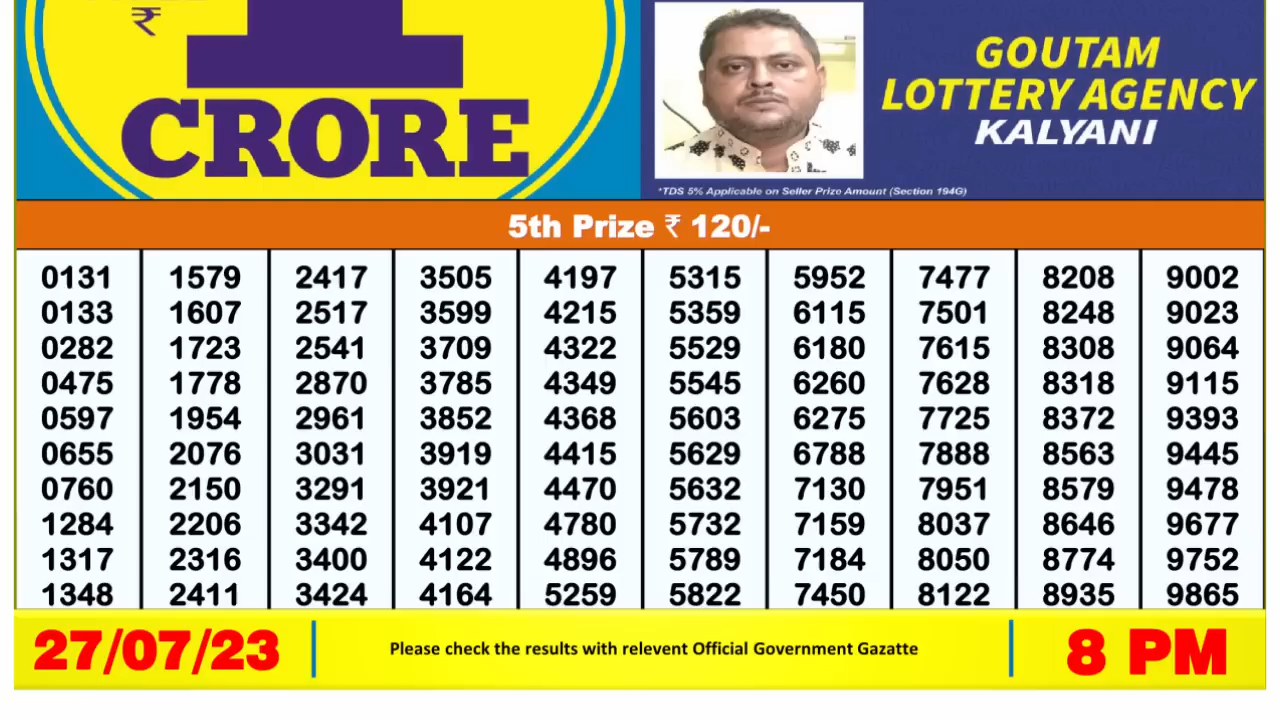 ₹
1
CRORE
GOUTAM
LOTTERY AGENCY
KALYANI
*TDS 5% Applicable on Seller Prize Amount (Section 194G)
5th Prize ₹ 120/-
0131 1579 2417 3505 4197 5315 5952 7477 8208 9002
0133 1607 2517 3599 4215 5359 6115 7501 8248 9023
0282 1723 2541 3709 4322 5529 6180 7615 8308 9064
0475 1778 2870 3785 4349 5545 6260 7628 8318 9115
0597 1954 2961 3852 4368 5603 6275 7725 8372 9393
0655 2076 3031 3919 4415 5629 6788 7888 8563 9445
0760 2150 3291 3921 4470 5632 7130 7951 8579 9478
1284 2206 3342 4107 4780 5732 7159 8037 8646 9677
1317 2316 3400 4122 4896 5789 7184 8050 8774 9752
1348 2411 3424 4164 5259 5822 7450 8122 8935 9865
27/07/23
Please check the results with relevent Official Government Gazatte
8 PM